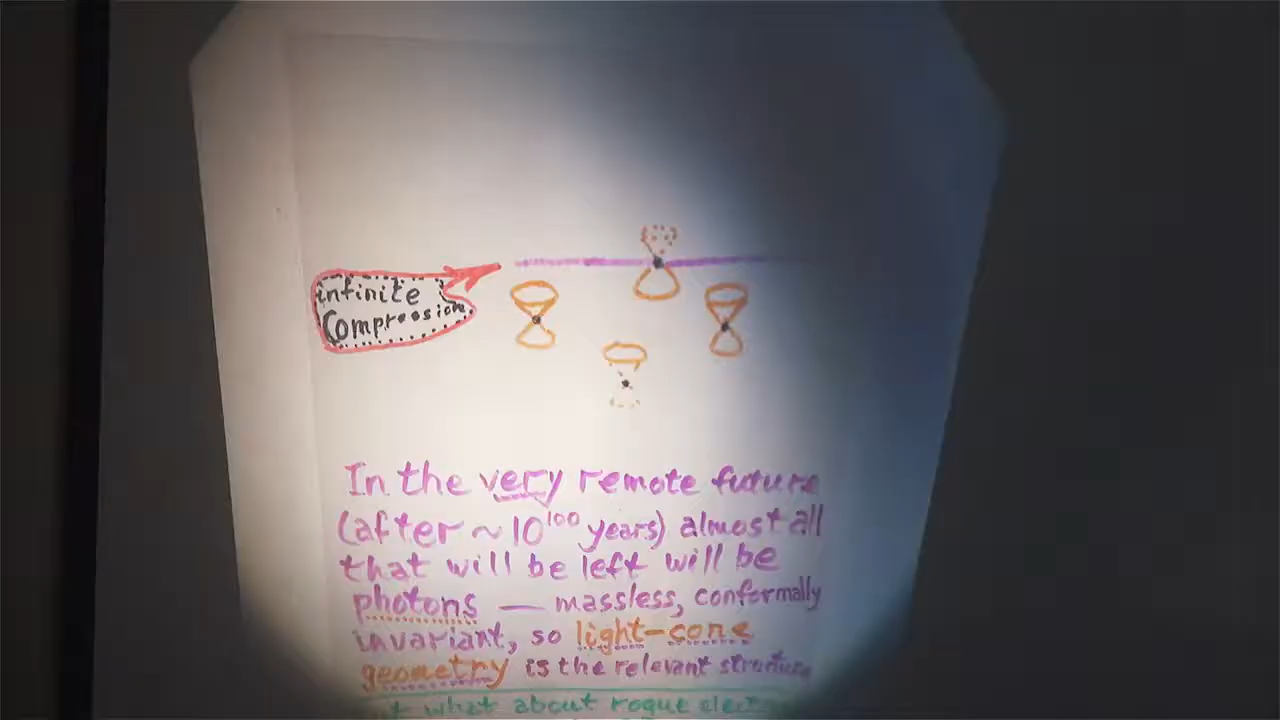 infinite
Compression
In the very remote future
(after ~10¹⁰⁰ years) almost all
that will be left will be
photons — massless, conformally
invariant, so light-cone
geometry is the relevant structure
what about rogue